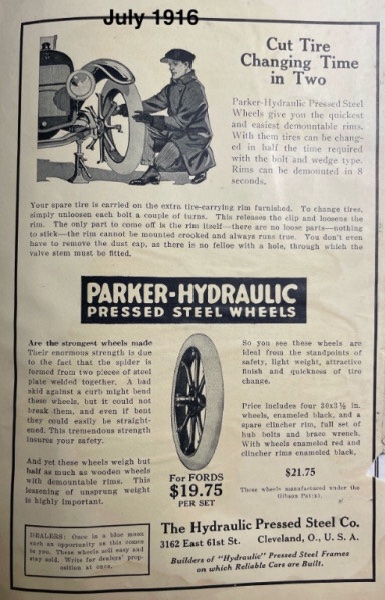 July 1916
Cut Tire
Changing Time
in Two
Parker-Hydraulic Pressed Steel
Wheels give you the quickest
and easiest demountable rims.
With them tires can be chang-
ed in half the time required
with the bolt and wedge type.
Rims can be demounted in 8
seconds.
Your spare tire is carried on the extra tire-carrying rim furnished. To change tires,
simply unloosen each bolt a couple of turns. This releases the clip and loosens the
rim. The only part to come off is the rim itself—there are no loose parts—nothing
to stick—the rim cannot be mounted crooked and always runs true. You don't even
have to remove the dust cap, as there is no felloe with a hole, through which the
valve stem must be fitted.
PARKER-HYDRAULIC
PRESSED STEEL WHEELS
Are the strongest wheels made
Their enormous strength is due
to the fact that the spider is
formed from two pieces of steel
plate welded together. A bad
skid against a curb might bend
these wheels, but it could not
break them, and even if bent
they could easily be straight-
ened. This tremendous strength
insures your safety.
And yet these wheels weigh but
half as much as wooden wheels
with demountable rims. This
lessening of unsprung weight
is highly important.
For FORDS
$19.75
PER SET
So you see these wheels are
ideal from the standpoints of
safety, light weight, attractive
finish and quickness of tire
change.
Price includes four 30x3½ in.
wheels, enameled black, and a
spare clincher rim, full set of
hub bolts and brace wrench.
With wheels enameled red and
clincher rims enameled black,
$21.75
These wheels manufactured under the
Gibson Patent.
DEALERS: Once in a blue moon
such an opportunity as this comes
to you. These wheels sell easy and
stay sold. Write for dealers' prop-
osition at once.
The Hydraulic Pressed Steel Co.
3162 East 61st St. Cleveland, O., U. S. A.
Builders of "Hydraulic" Pressed Steel Frames
on which Reliable Cars are Built.